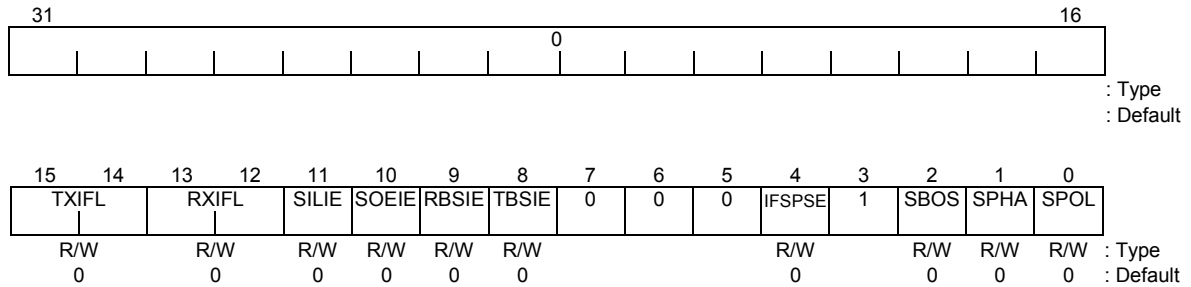 31 16
0
: Type
: Default
15 14 13 12 11 10 9 8 7 6 5 4 3 2 1 0
TXIFL RXIFL SILIE SOEIE RBSIE TBSIE 0 0 0 IFSPSE 1 SBOS SPHA SPOL
R/W R/W R/W R/W R/W R/W R/W R/W R/W R/W : Type
0 0 0 0 0 0 0 0 0 0 : Default